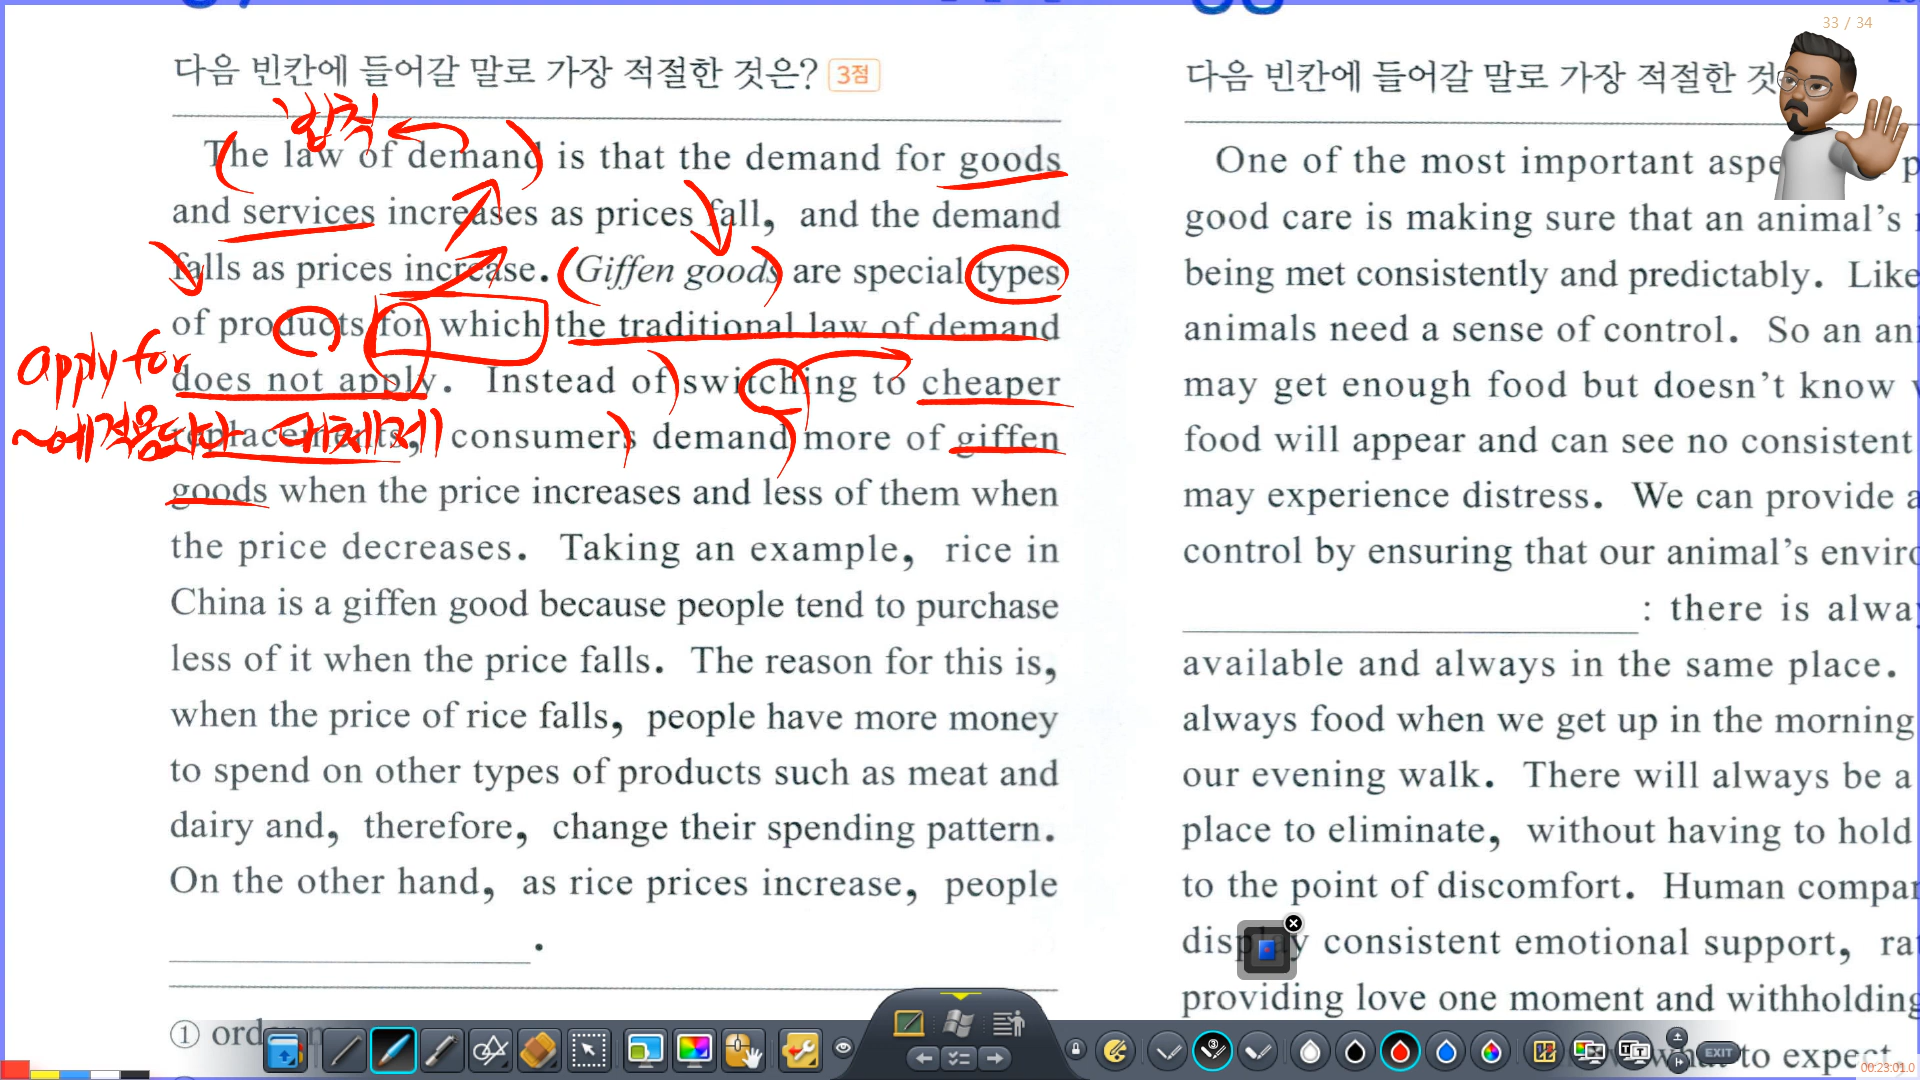 33 / 34
다음 빈칸에 들어갈 말로 가장 적절한 것은? 3점
법칙
The law of demand is that the demand for goods
and services increases as prices fall, and the demand
falls as prices increase. Giffen goods are special types
of products for which the traditional law of demand
apply for
does not apply. Instead of switching to cheaper
~에 적용되다 대체제
replacements, consumers demand more of giffen
goods when the price increases and less of them when
the price decreases. Taking an example, rice in
China is a giffen good because people tend to purchase
less of it when the price falls. The reason for this is,
when the price of rice falls, people have more money
to spend on other types of products such as meat and
dairy and, therefore, change their spending pattern.
On the other hand, as rice prices increase, people
.
①
다음 빈칸에 들어갈 말로 가장 적절한 것
One of the most important
good care is making sure that an animal's
being met consistently and predictably. Like
animals need a sense of control. So an
may get enough food but doesn't know
food will appear and can see no consistent
may experience distress. We can provide a
control by ensuring that our animal's
: there is
available and always in the same place.
always food when we get up in the morning
our evening walk. There will always be a
place to eliminate, without having to hold
to the point of discomfort. Human
display consistent emotional support,
providing love one moment and withholding
to expect
EXIT
00:23:01.0